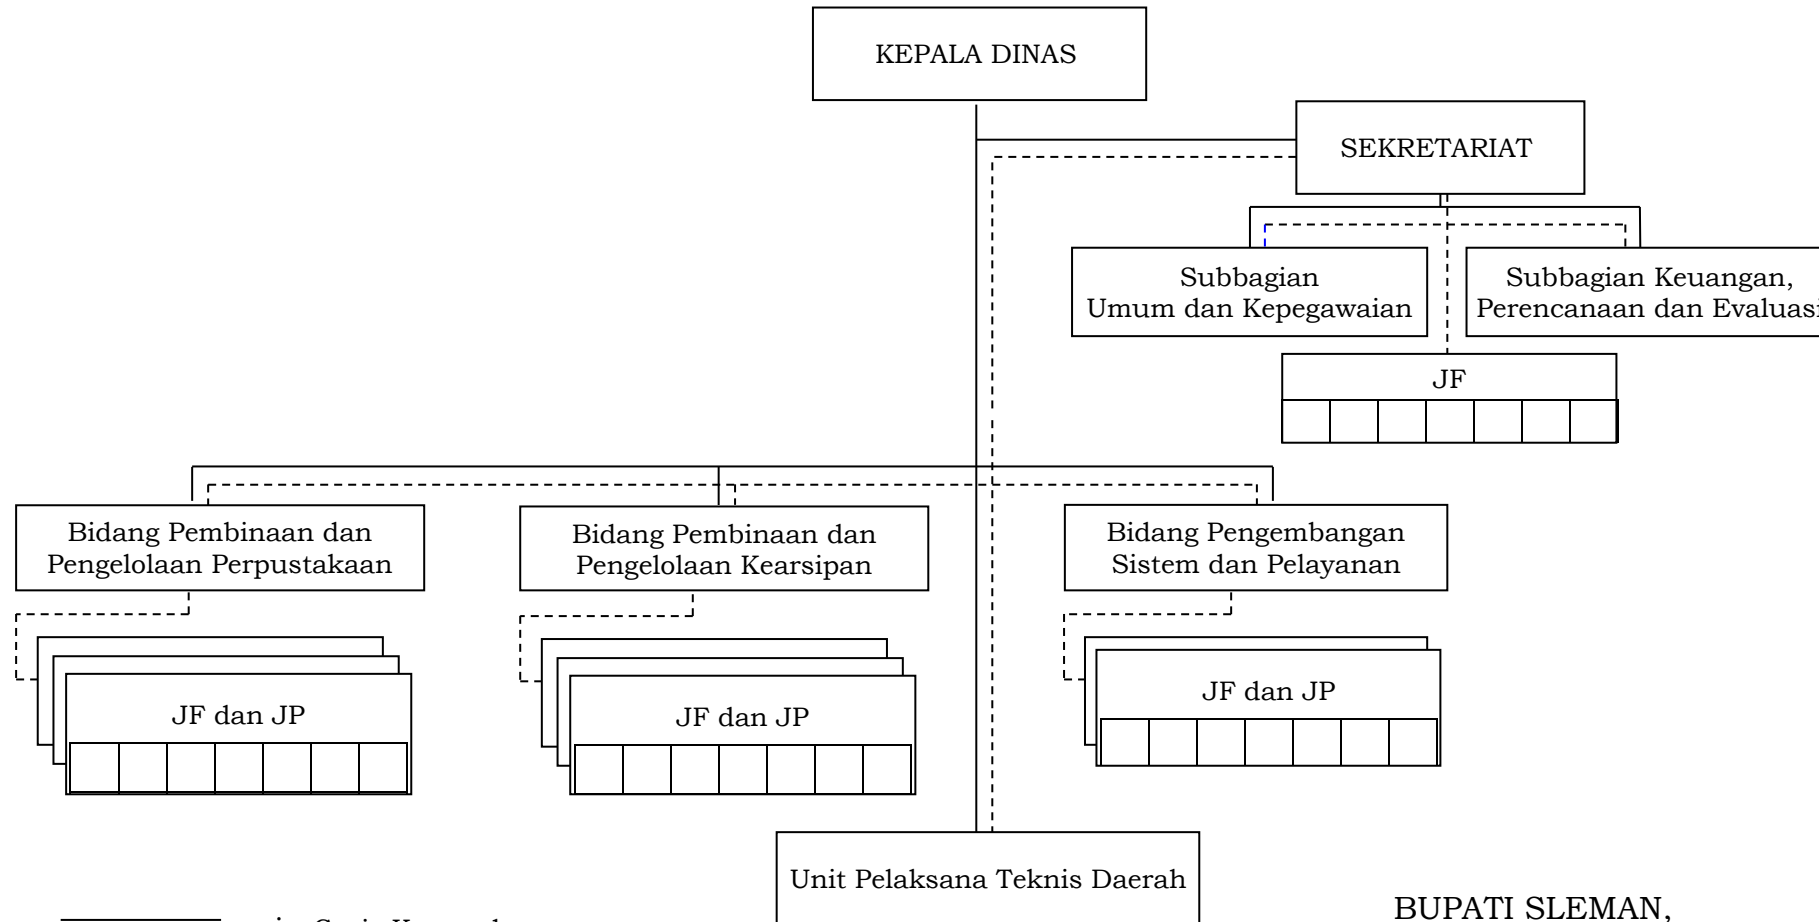 KEPALA DINAS
SEKRETARIAT
Subbagian
Umum dan Kepegawaian
Subbagian Keuangan,
Perencanaan dan Evaluasi
JF
Bidang Pembinaan dan
Pengelolaan Perpustakaan
Bidang Pembinaan dan
Pengelolaan Kearsipan
Bidang Pengembangan
Sistem dan Pelayanan
JF dan JP
JF dan JP
JF dan JP
Unit Pelaksana Teknis Daerah
BUPATI SLEMAN,